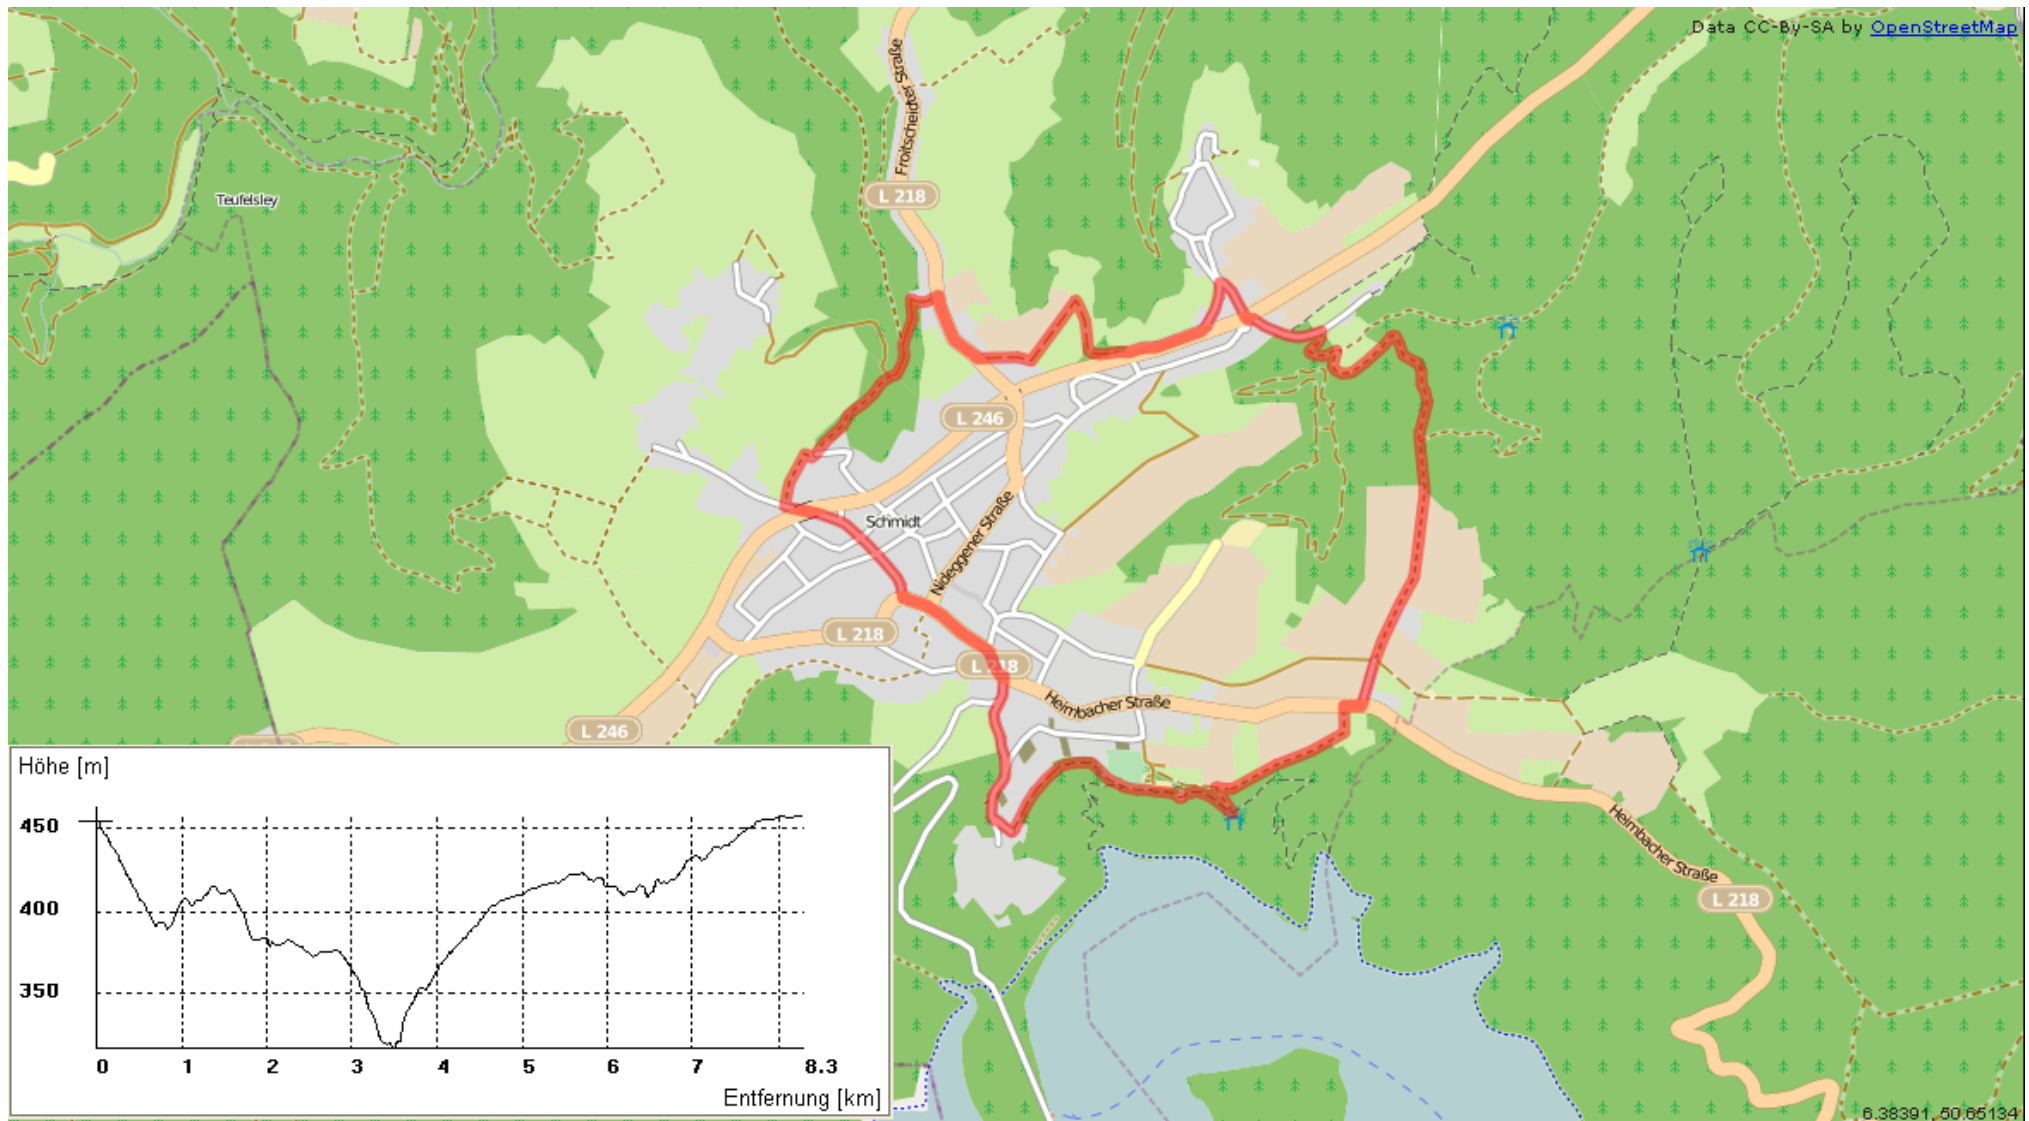 Data CC-By-SA by OpenStreetMap
Froitscheidter Straße
L 218
Teufelsley
L 246
Schmidt
Nideggener Straße
L 218
L 218
Heimbacher Straße
L 246
Heimbacher Straße
L 218
Höhe [m]
450
400
350
0 1 2 3 4 5 6 7 8.3
Entfernung [km]
6.38391, 50.65134